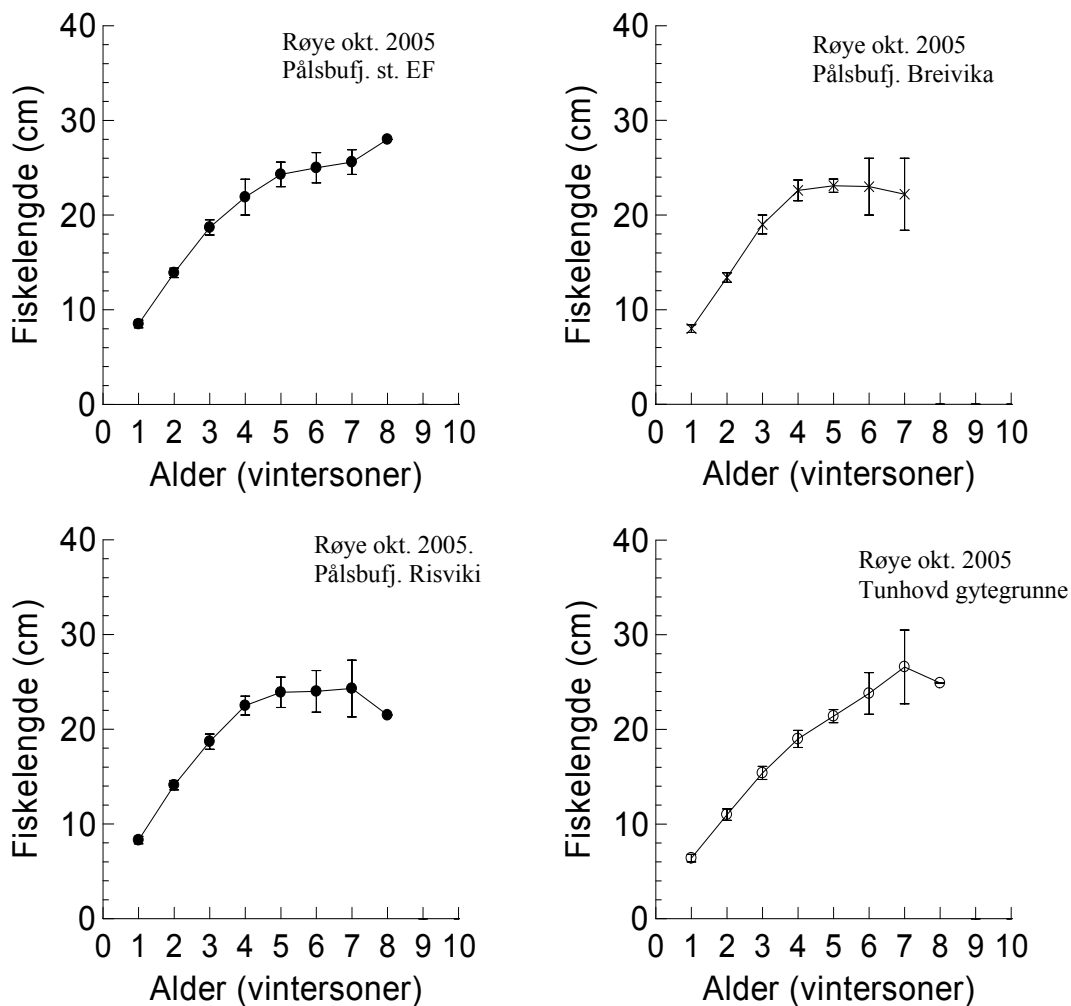 Røye okt. 2005
Pålsbufj. st. EF
Fiskelengde (cm)
40
30
20
10
0
0 1 2 3 4 5 6 7 8 9 10
Alder (vintersoner)
Røye okt. 2005
Pålsbufj. Breivika
Fiskelengde (cm)
40
30
20
10
0
0 1 2 3 4 5 6 7 8 9 10
Alder (vintersoner)
Røye okt. 2005.
Pålsbufj. Risviki
Fiskelengde (cm)
40
30
20
10
0
0 1 2 3 4 5 6 7 8 9 10
Alder (vintersoner)
Røye okt. 2005
Tunhovd gytegrunne
Fiskelengde (cm)
40
30
20
10
0
0 1 2 3 4 5 6 7 8 9 10
Alder (vintersoner)